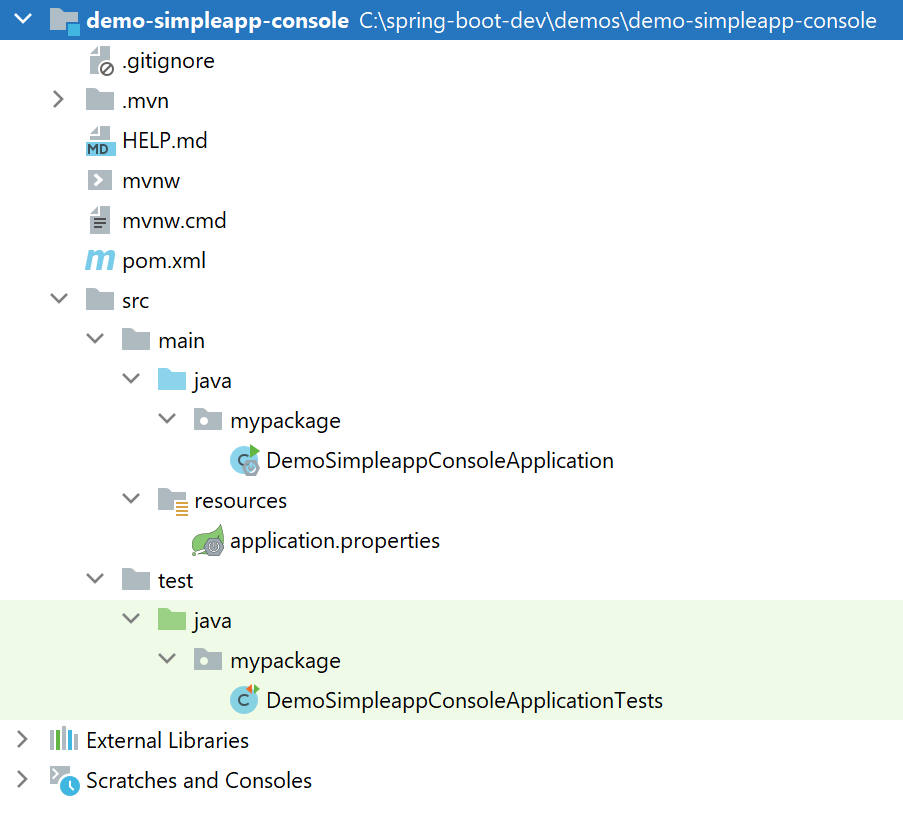 demo-simpleapp-console C:\spring-boot-dev\demos\demo-simpleapp-console
.gitignore
.mvn
MD HELP.md
mvnw
mvnw.cmd
m pom.xml
src
main
java
mypackage
C DemoSimpleappConsoleApplication
resources
application.properties
test
java
mypackage
C DemoSimpleappConsoleApplicationTests
External Libraries
Scratches and Consoles